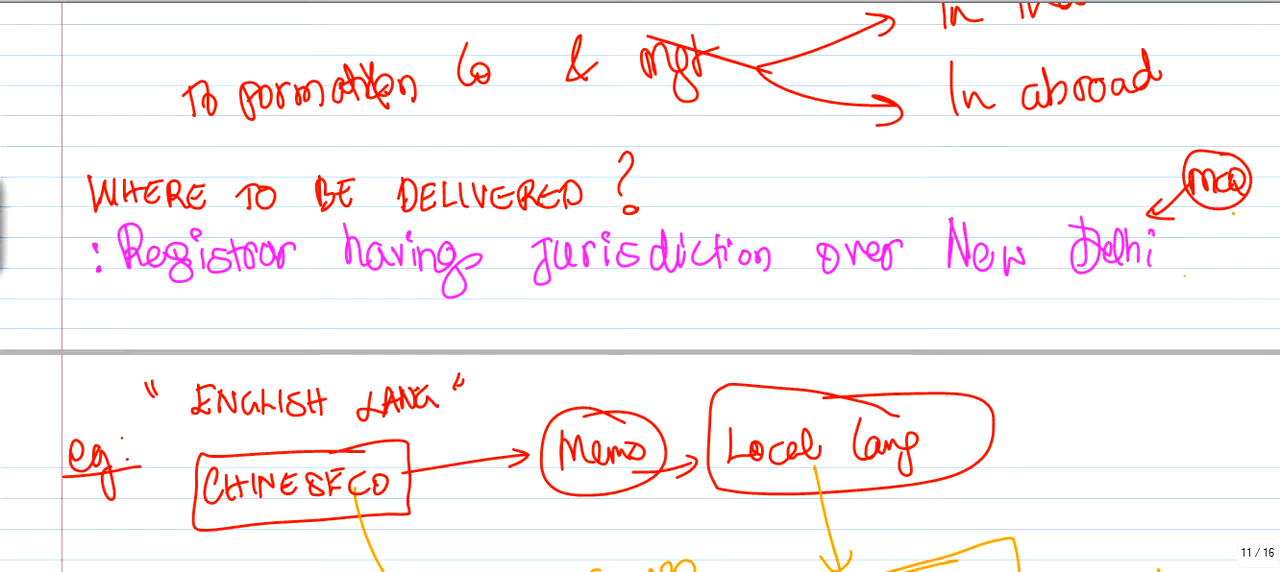 To formation Co & mgt
In
In abroad
WHERE TO BE DELIVERED ?
MCQ
: Registrar having jurisdiction over New Delhi
" ENGLISH LANG "
eg:
CHINESE CO
Memo
Local lang
11 / 16